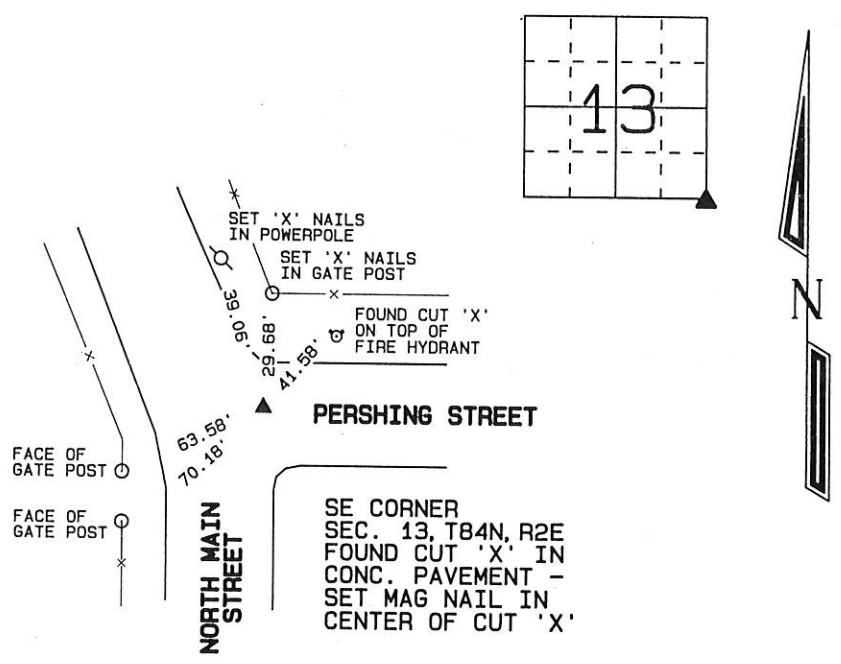 13
SET 'X' NAILS
IN POWERPOLE
SET 'X' NAILS
IN GATE POST
N
39.06'
29.68'
41.58'
FOUND CUT 'X'
ON TOP OF
FIRE HYDRANT
PERSHING STREET
63.58'
70.18'
FACE OF
GATE POST
FACE OF
GATE POST
NORTH MAIN
STREET
SE CORNER
SEC. 13, T84N, R2E
FOUND CUT 'X' IN
CONC. PAVEMENT -
SET MAG NAIL IN
CENTER OF CUT 'X'